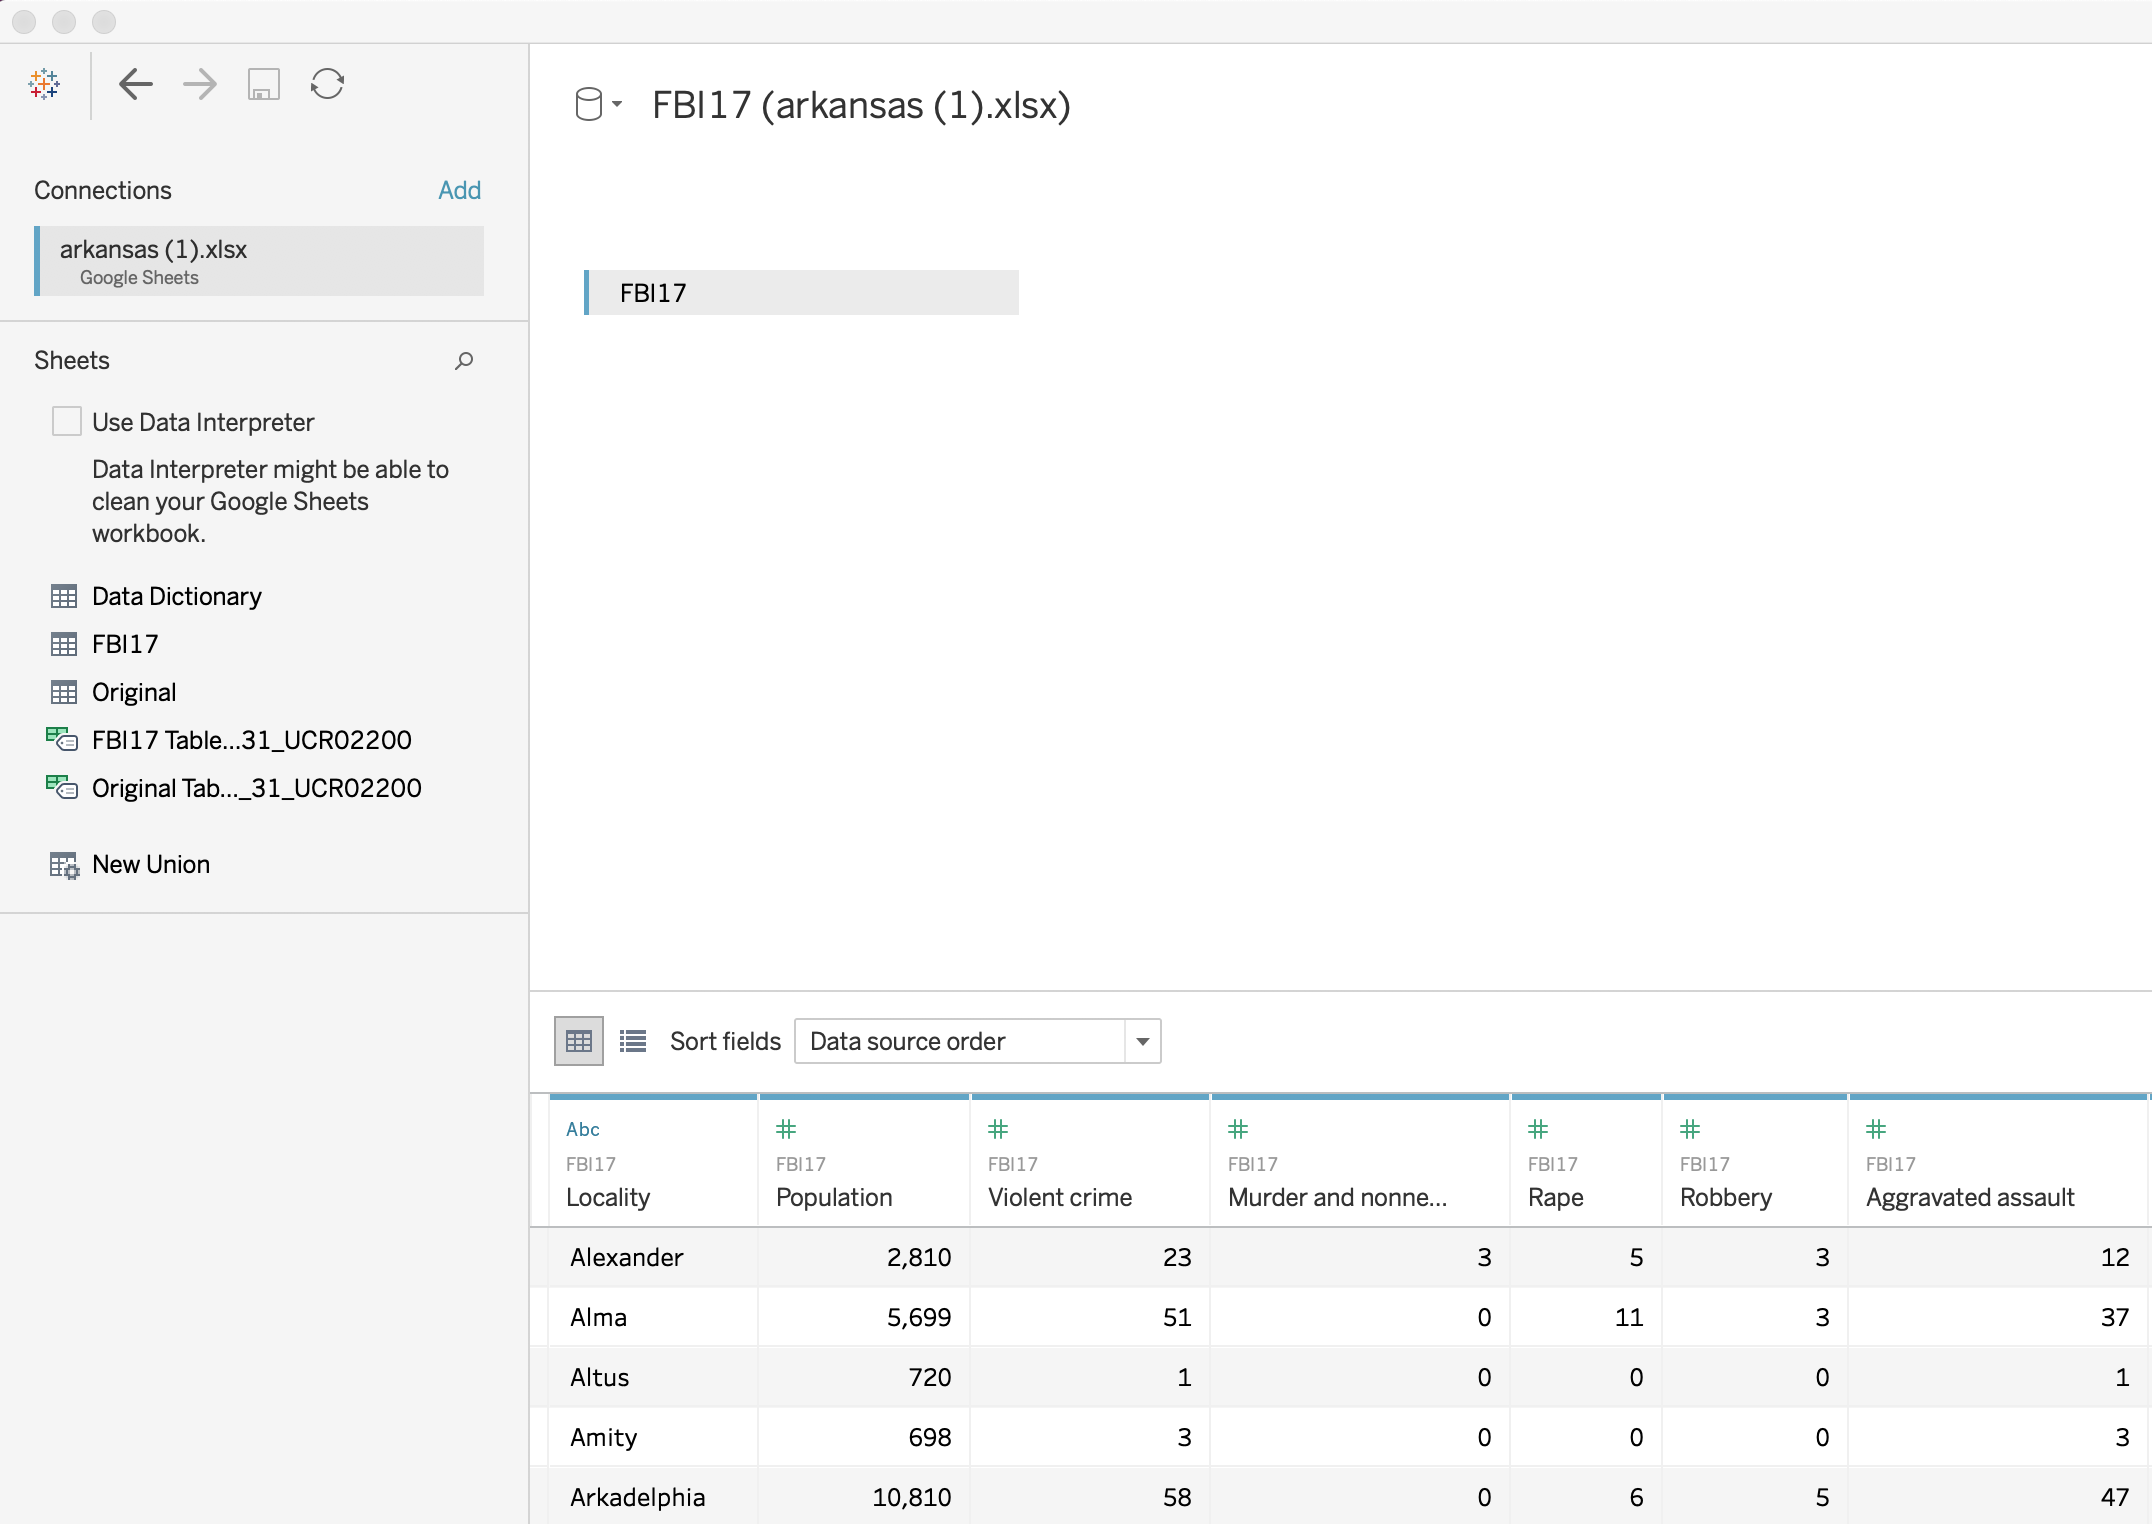 FBI17 (arkansas (1).xlsx)
Connections Add
arkansas (1).xlsx
Google Sheets
FBI17
Sheets
Use Data Interpreter
Data Interpreter might be able to
clean your Google Sheets
workbook.
Data Dictionary
FBI17
Original
FBI17 Table...31_UCR02200
Original Tab..._31_UCR02200
New Union
Sort fields Data source order
Abc # # # # # #
FBI17 FBI17 FBI17 FBI17 FBI17 FBI17 FBI17
Locality Population Violent crime Murder and nonne... Rape Robbery Aggravated assault
Alexander 2,810 23 3 5 3 12
Alma 5,699 51 0 11 3 37
Altus 720 1 0 0 0 1
Amity 698 3 0 0 0 3
Arkadelphia 10,810 58 0 6 5 47